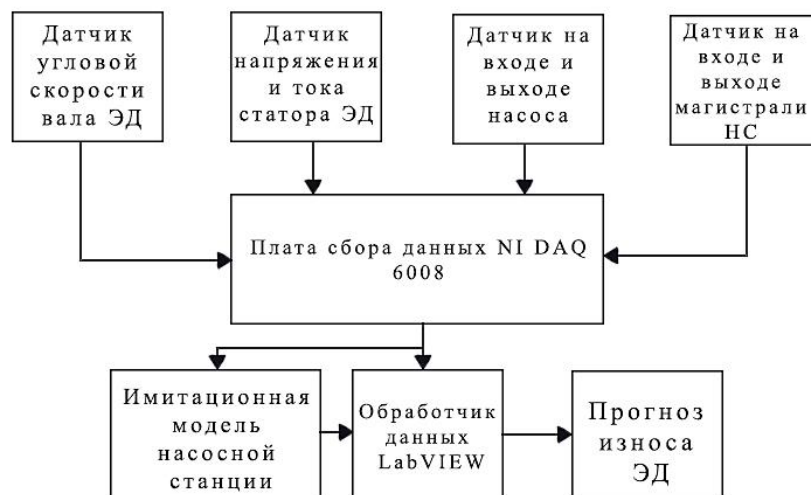 Датчик
угловой
скорости
вала ЭД
Датчик
напряжения
и тока
статора ЭД
Датчик на
входе и
выходе
насоса
Датчик на
входе и
выходе
магистрали
НС
Плата сбора данных NI DAQ
6008
Имитационная
модель
насосной
станции
Обработчик
данных
LabVIEW
Прогноз
износа
ЭД